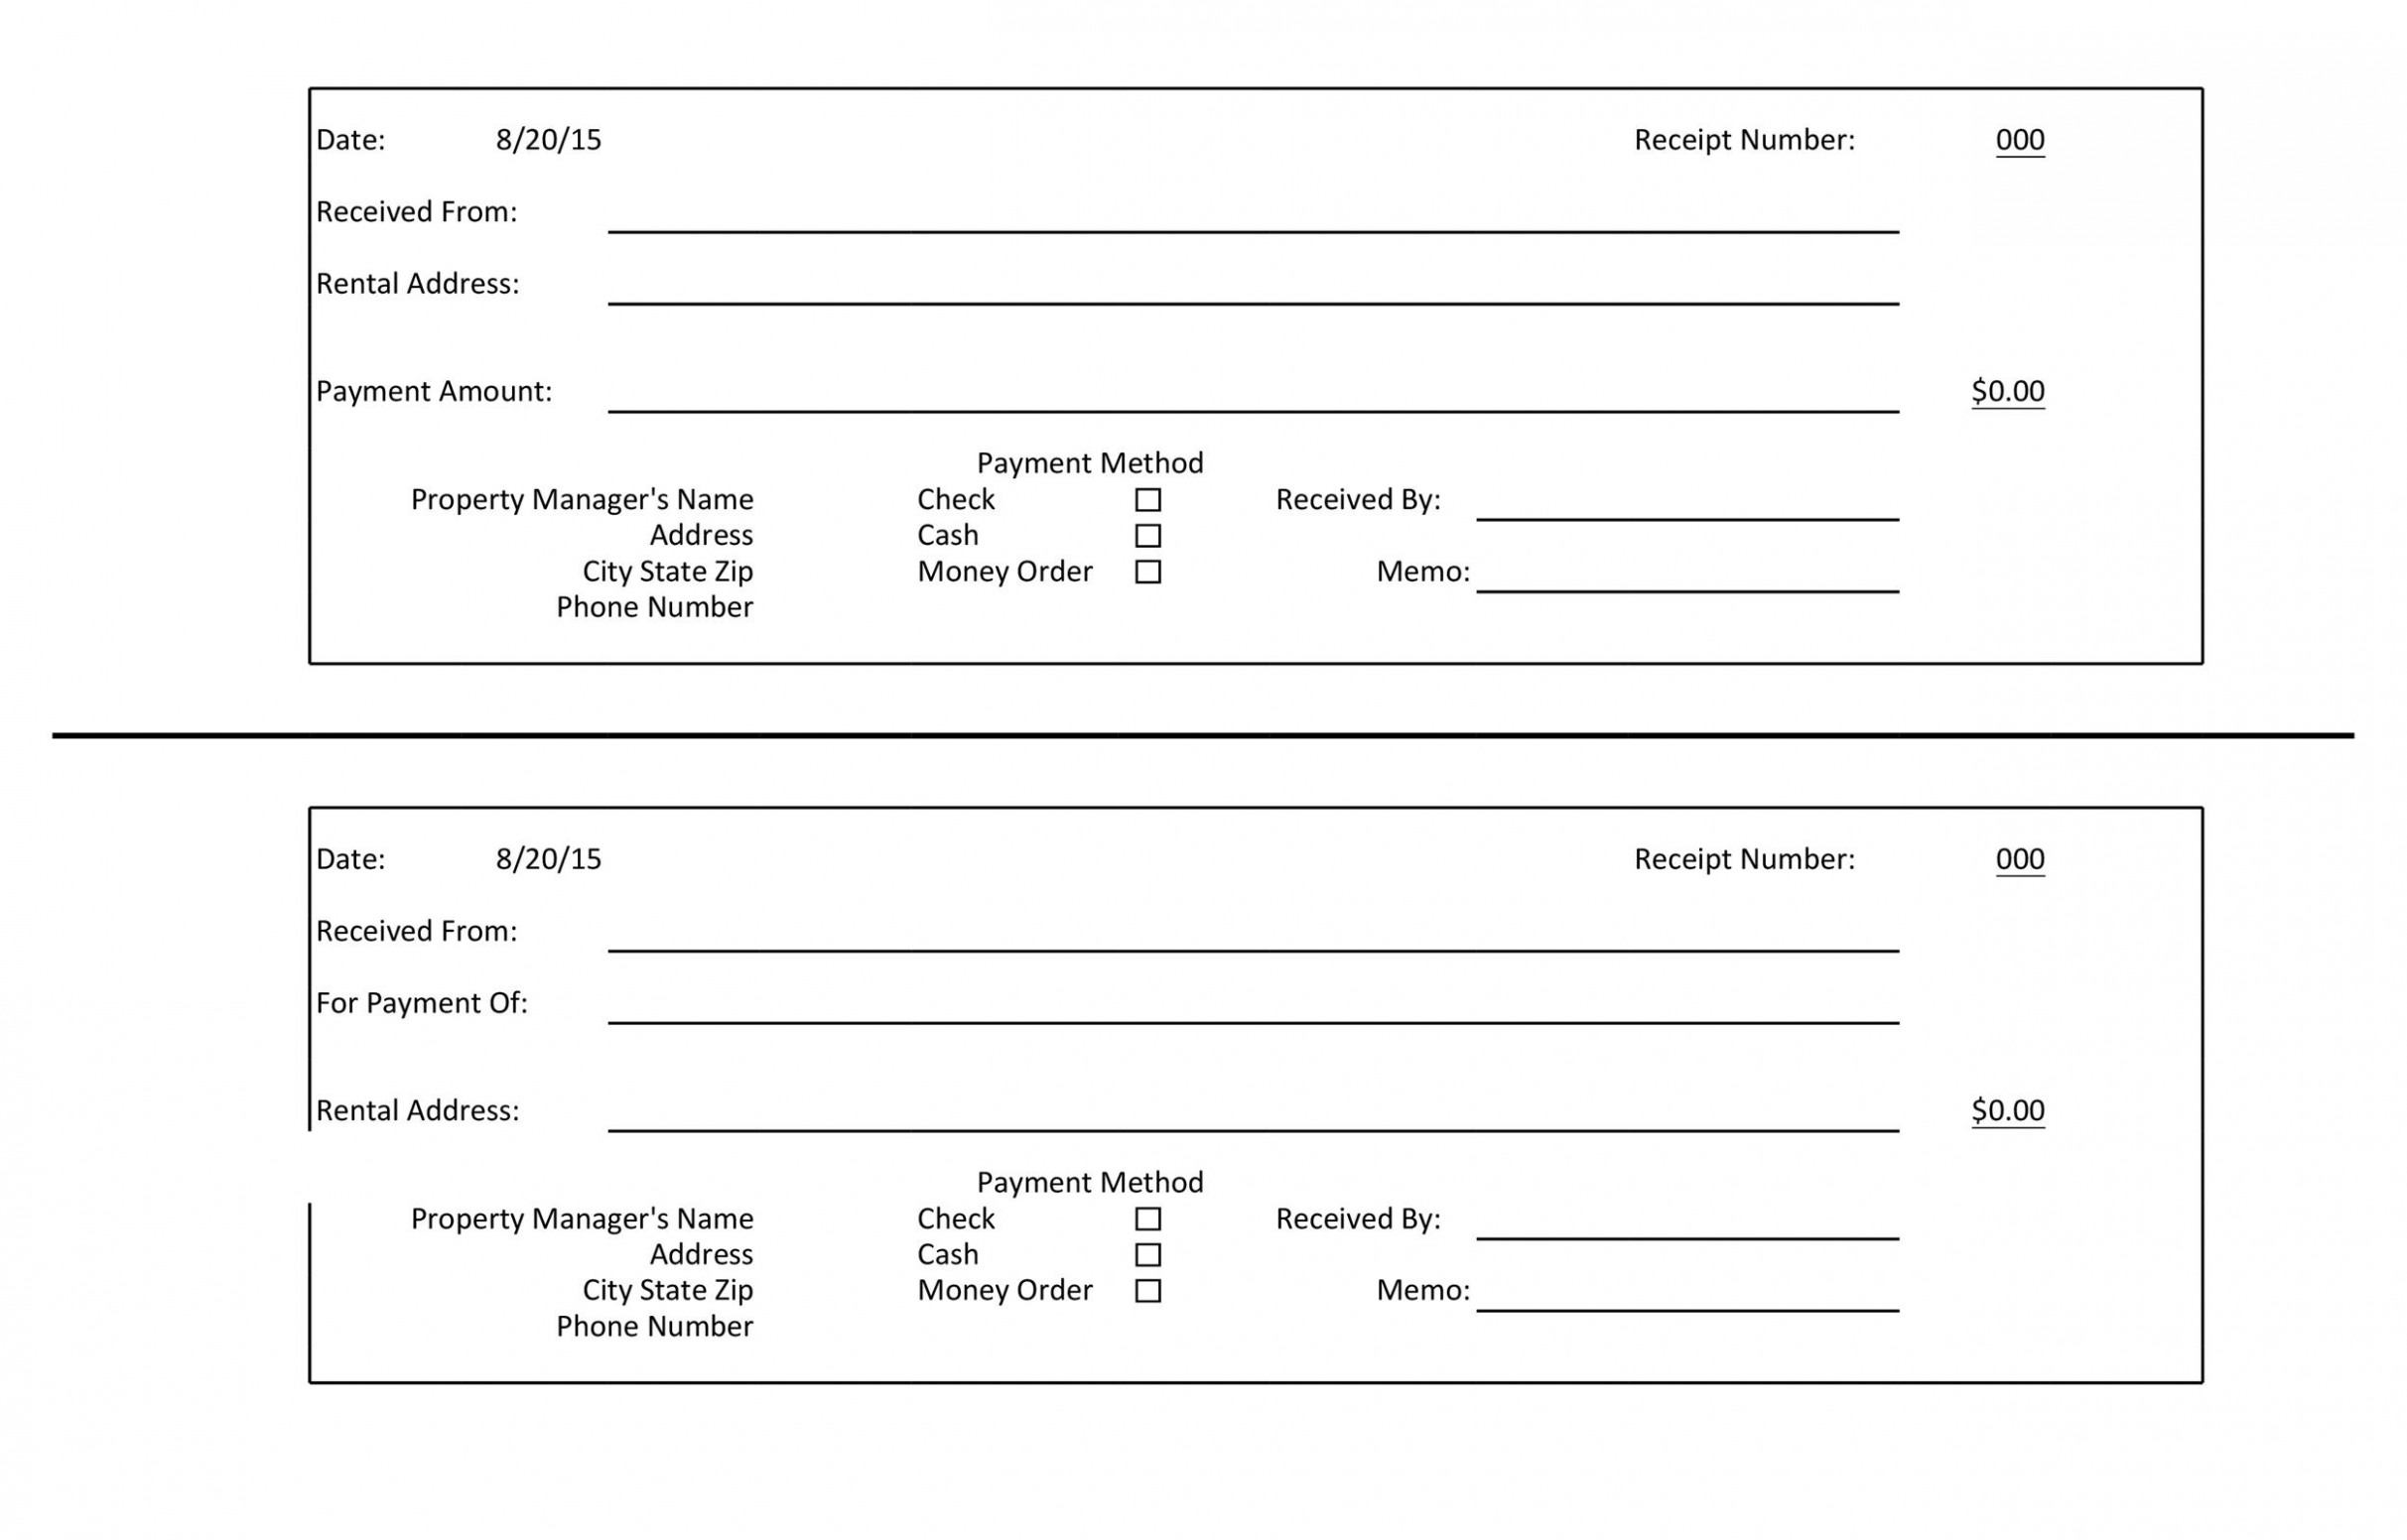 Date: 8/20/15 Receipt Number: 000
Received From:
Rental Address:
Payment Amount: $0.00
Payment Method
Property Manager's Name Check Received By:
Address Cash
City State Zip Money Order Memo:
Phone Number
Date: 8/20/15 Receipt Number: 000
Received From:
For Payment Of:
Rental Address: $0.00
Payment Method
Property Manager's Name Check Received By:
Address Cash
City State Zip Money Order Memo:
Phone Number